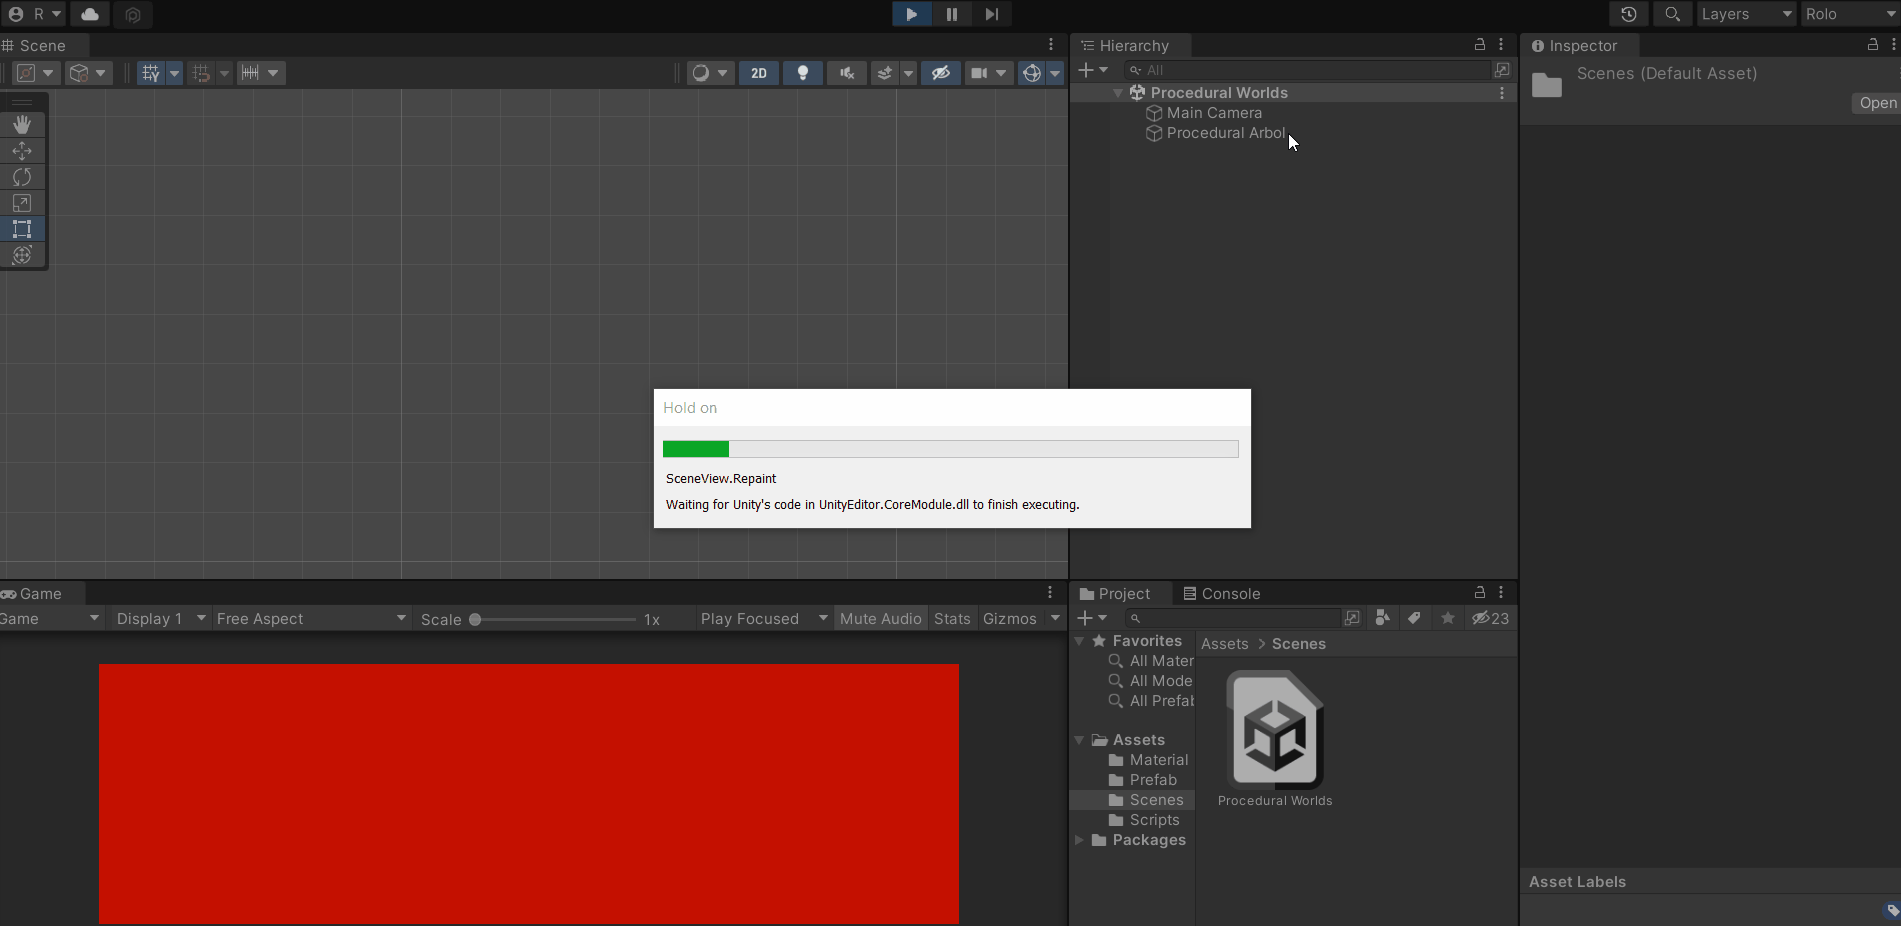 R
Layers
Rolo
Scene
2D
Hierarchy
All
Procedural Worlds
Main Camera
Procedural Arbol
Inspector
Scenes (Default Asset)
Open
Hold on
SceneView.Repaint
Waiting for Unity's code in UnityEditor.CoreModule.dll to finish executing.
Game
Game
Display 1
Free Aspect
Scale
1x
Play Focused
Mute Audio
Stats
Gizmos
Project
Console
23
Favorites
All Mater
All Mode
All Prefab
Assets
Material
Prefab
Scenes
Scripts
Packages
Assets > Scenes
Procedural Worlds
Asset Labels